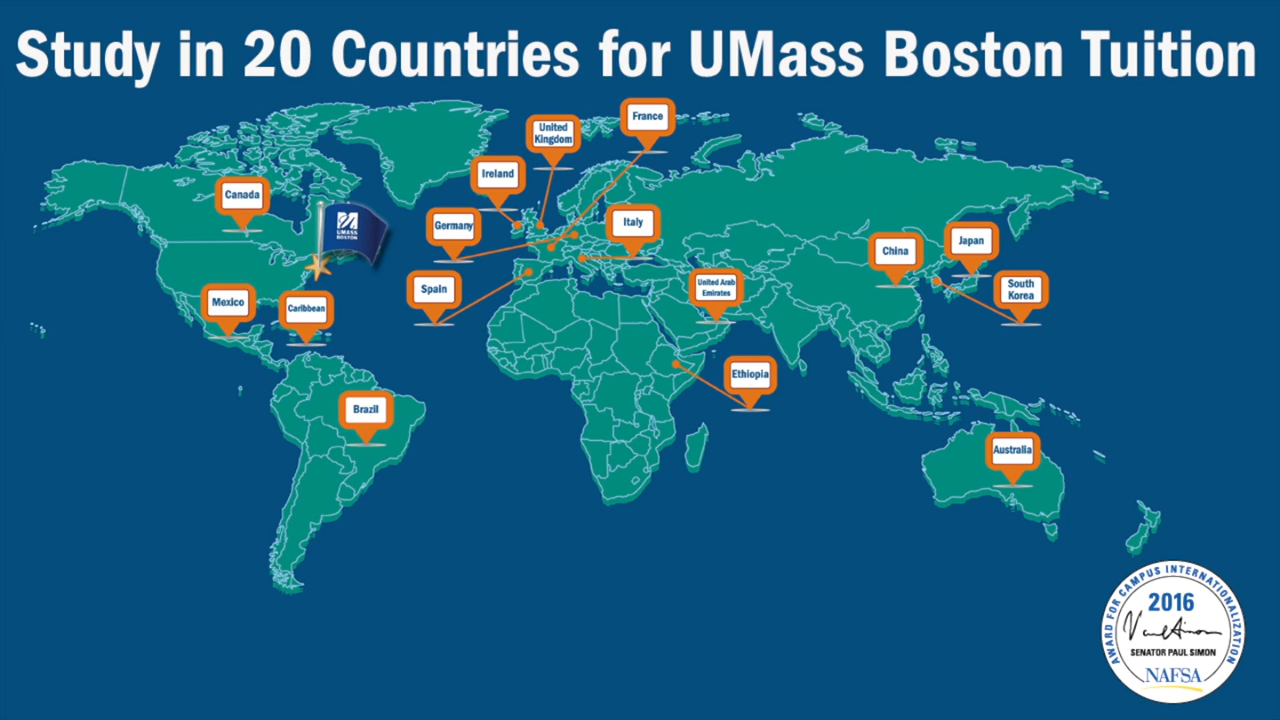 Study in 20 Countries for UMass Boston Tuition
France
United
Kingdom
Ireland
Canada
UMASS
BOSTON
Germany
Italy
China
Japan
Spain
United Arab
Emirates
South
Korea
Mexico
Caribbean
Ethiopia
Brazil
Australia
AWARD FOR CAMPUS INTERNATIONALIZATION
2016
SENATOR PAUL SIMON
NAFSA